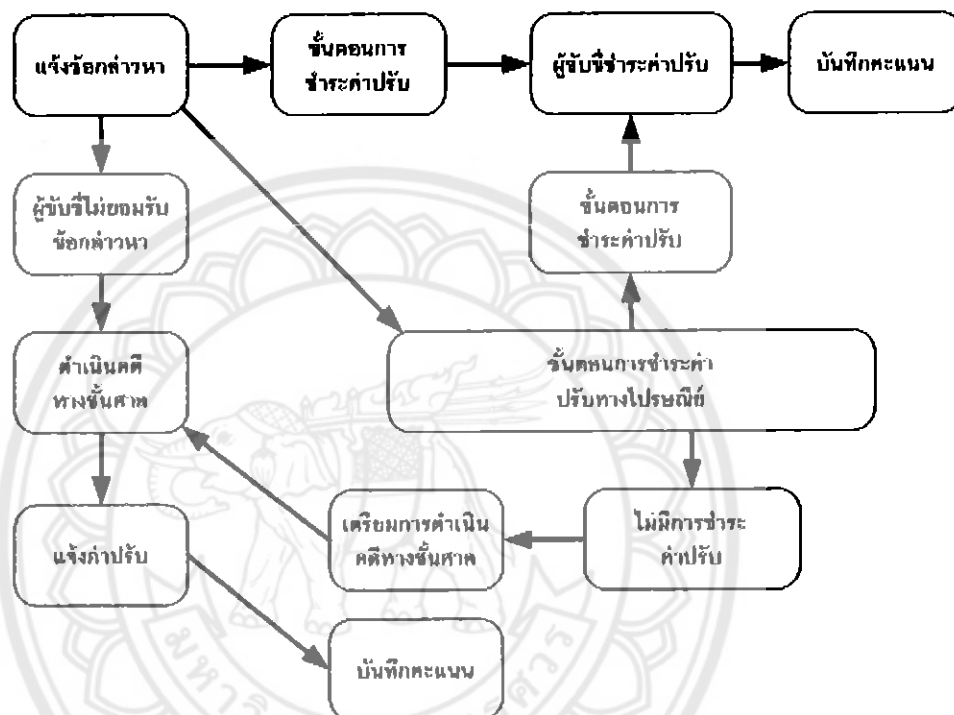 แจ้งข้อกล่าวหา
ขั้นตอนการ
ชำระค่าปรับ
ผู้ขับขี่ชำระค่าปรับ
บันทึกคะแนน
ผู้ขับขี่ไม่ยอมรับ
ข้อกล่าวหา
ขั้นตอนการ
ชำระค่าปรับ
ดำเนินคดี
ทางชั้นศาล
ขั้นตอนการชำระค่า
ปรับทางไปรษณีย์
แจ้งค่าปรับ
เตรียมการดำเนิน
คดีทางชั้นศาล
ไม่มีการชำระ
ค่าปรับ
บันทึกคะแนน